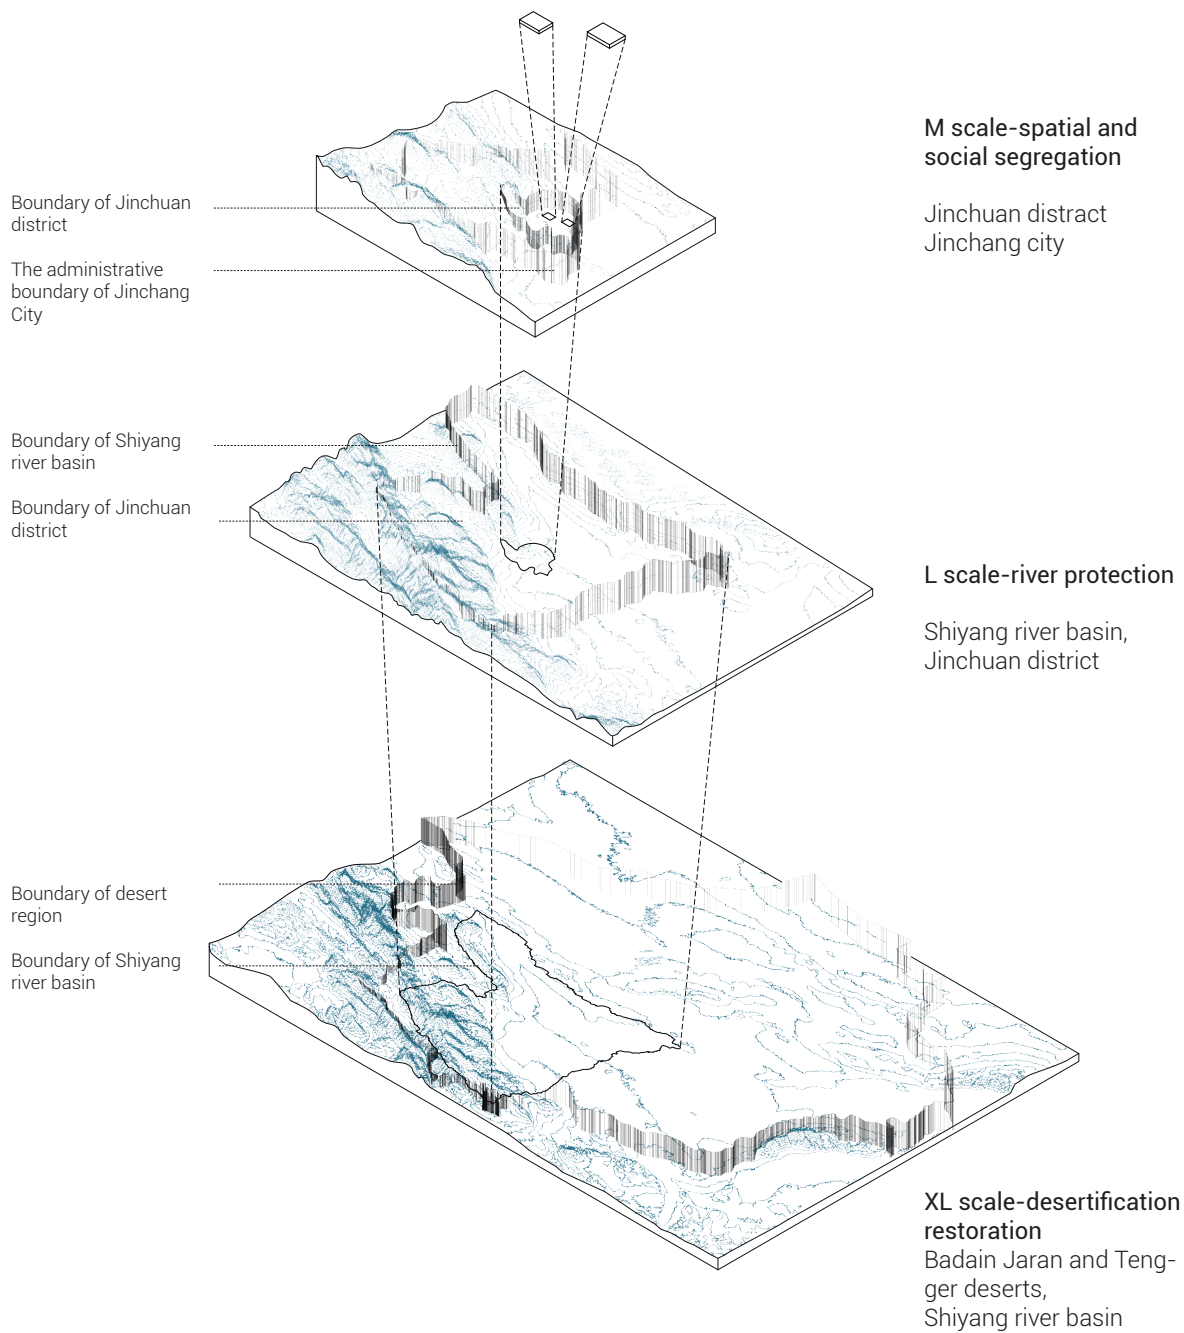 M scale-spatial and
social segregation
Jinchuan distract
Jinchang city
Boundary of Jinchuan
district
The administrative
boundary of Jinchang
City
Boundary of Shiyang
river basin
Boundary of Jinchuan
district
L scale-river protection
Shiyang river basin,
Jinchuan district
Boundary of desert
region
Boundary of Shiyang
river basin
XL scale-desertification
restoration
Badain Jaran and Teng-
ger deserts,
Shiyang river basin